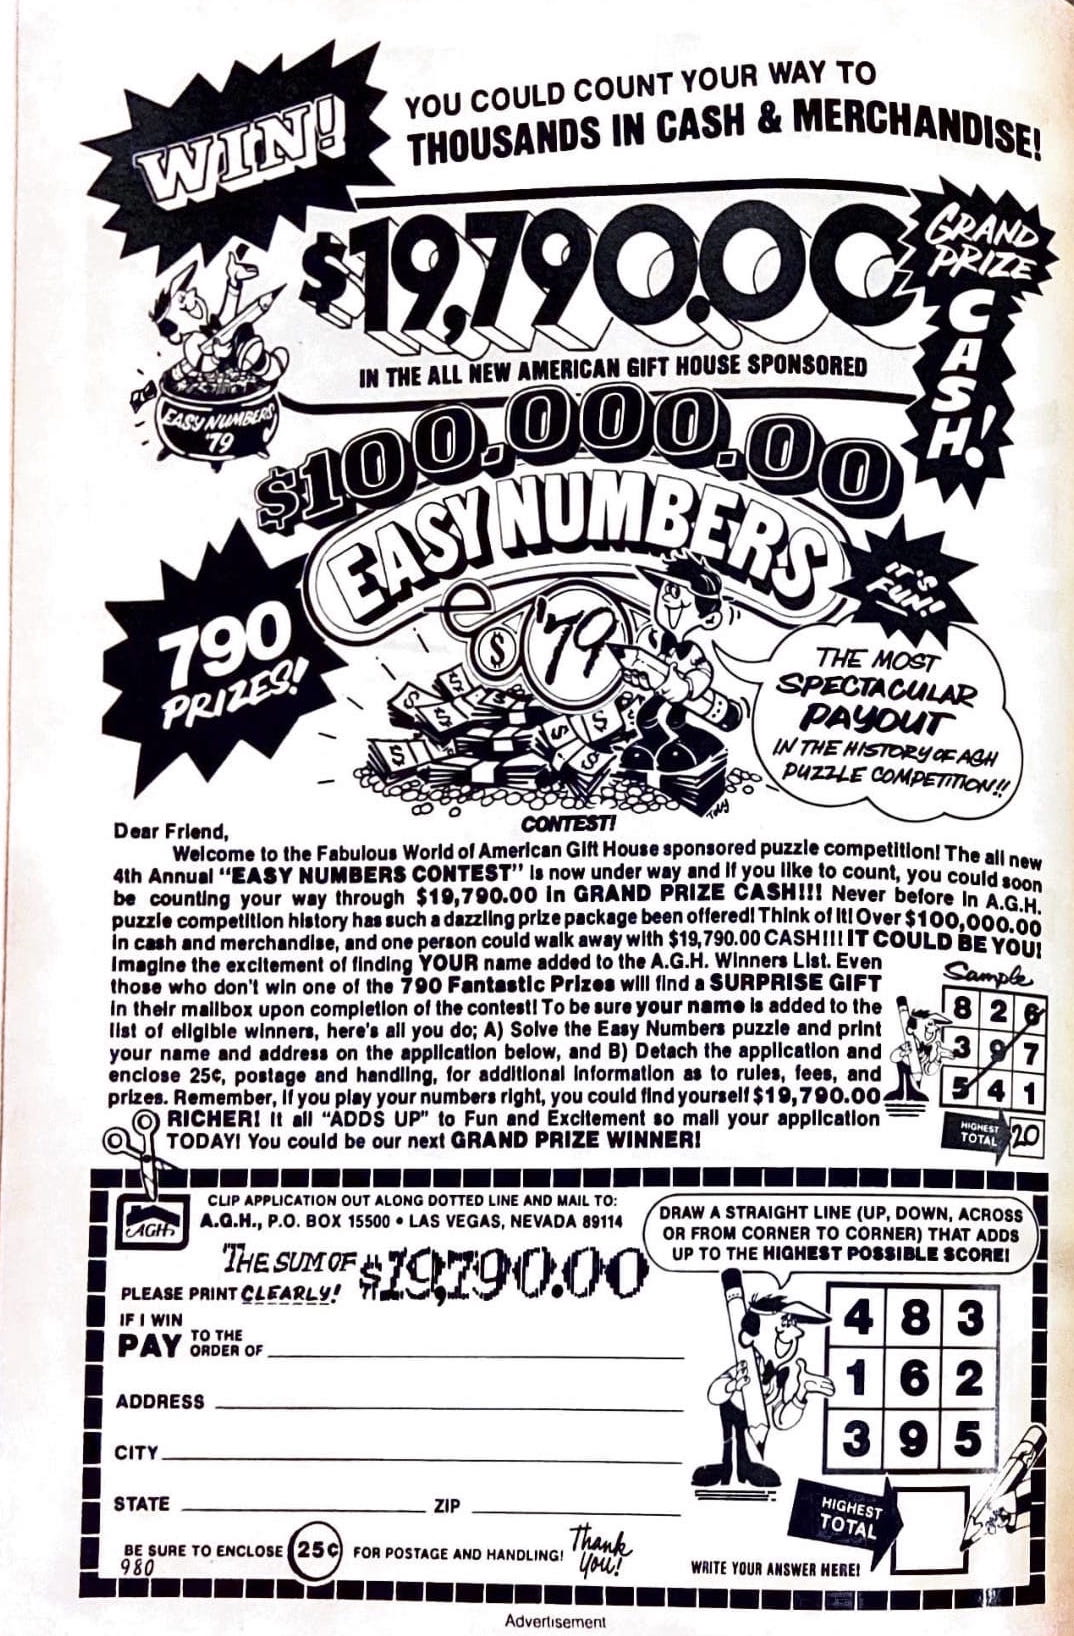 WIN!
YOU COULD COUNT YOUR WAY TO
THOUSANDS IN CASH & MERCHANDISE!
$19,790.00
GRAND
PRIZE
CASH!
IN THE ALL NEW AMERICAN GIFT HOUSE SPONSORED
EASY NUMBERS
'79
$100,000.00
EASY NUMBERS
IT'S
FUN!
790
PRIZES!
$ '79
THE MOST
SPECTACULAR
PAYOUT
IN THE HISTORY OF AGH
PUZZLE COMPETITION!!
Toby
CONTEST!
Dear Friend,
Welcome to the Fabulous World of American Gift House sponsored puzzle competition! The all new
4th Annual "EASY NUMBERS CONTEST" is now under way and if you like to count, you could soon
be counting your way through $19,790.00 in GRAND PRIZE CASH!!! Never before in A.G.H.
puzzle competition history has such a dazzling prize package been offered! Think of it! Over $100,000.00
in cash and merchandise, and one person could walk away with $19,790.00 CASH!!! IT COULD BE YOU!
Imagine the excitement of finding YOUR name added to the A.G.H. Winners List. Even
those who don't win one of the 790 Fantastic Prizes will find a SURPRISE GIFT
in their mailbox upon completion of the contest! To be sure your name is added to the
list of eligible winners, here's all you do; A) Solve the Easy Numbers puzzle and print
your name and address on the application below, and B) Detach the application and
enclose 25¢, postage and handling, for additional information as to rules, fees, and
prizes. Remember, if you play your numbers right, you could find yourself $19,790.00
RICHER! It all "ADDS UP" to Fun and Excitement so mail your application
TODAY! You could be our next GRAND PRIZE WINNER!
Sample
8 2 6
3 9 7
5 4 1
HIGHEST
TOTAL 20
AGH
CLIP APPLICATION OUT ALONG DOTTED LINE AND MAIL TO:
A.G.H., P.O. BOX 15500 • LAS VEGAS, NEVADA 89114
THE SUM OF $19,790.00
PLEASE PRINT CLEARLY!
IF I WIN
PAY TO THE
ORDER OF
ADDRESS
CITY
STATE ZIP
BE SURE TO ENCLOSE 25¢ FOR POSTAGE AND HANDLING! Thank
You!
980
DRAW A STRAIGHT LINE (UP, DOWN, ACROSS
OR FROM CORNER TO CORNER) THAT ADDS
UP TO THE HIGHEST POSSIBLE SCORE!
4 8 3
1 6 2
3 9 5
HIGHEST
TOTAL
WRITE YOUR ANSWER HERE!
Advertisement